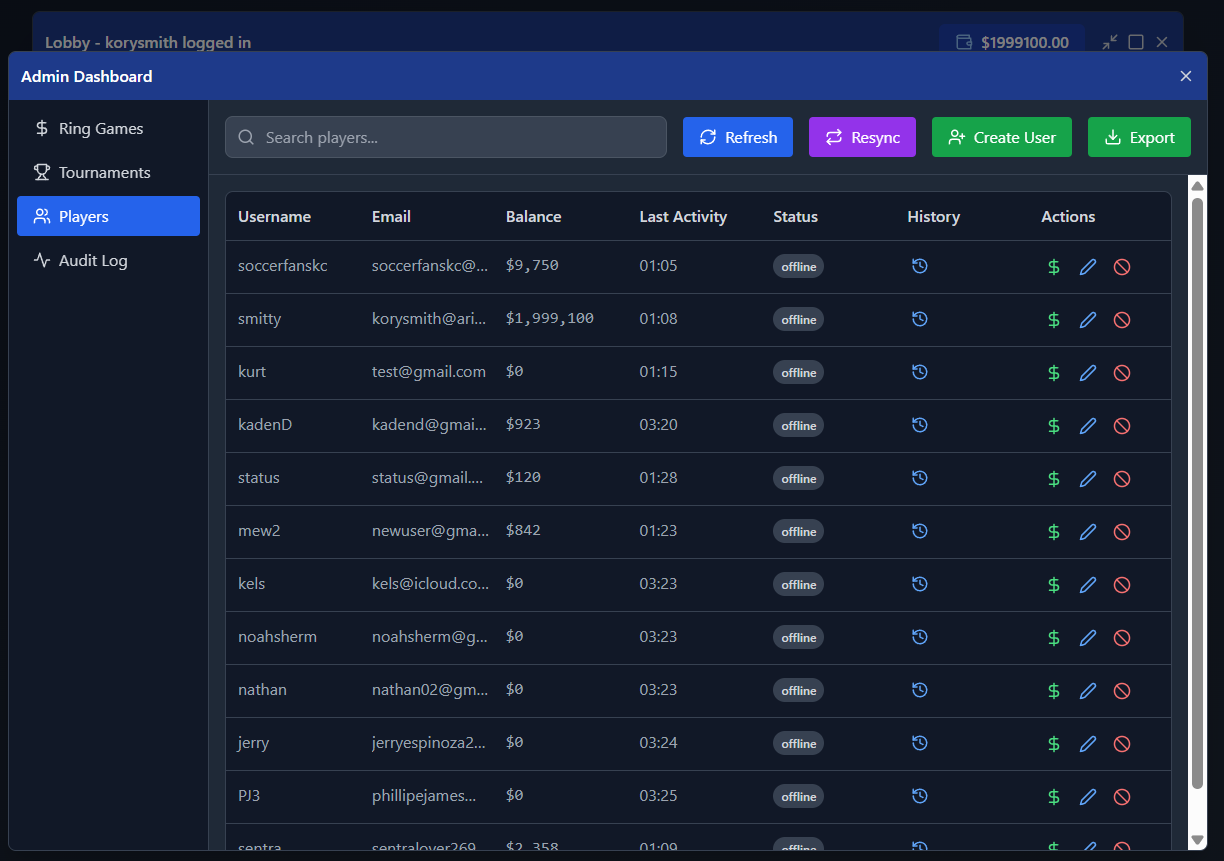 Lobby - korysmith logged in
$1999100.00
Admin Dashboard
Ring Games
Tournaments
Players
Audit Log
Search players...
Refresh
Resync
Create User
Export
Username Email Balance Last Activity Status History Actions
soccerfanskc soccerfanskc@... $9,750 01:05 offline
smitty korysmith@ari... $1,999,100 01:08 offline
kurt test@gmail.com $0 01:15 offline
kadenD kadend@gmai... $923 03:20 offline
status status@gmail.... $120 01:28 offline
mew2 newuser@gma... $842 01:23 offline
kels kels@icloud.co... $0 03:23 offline
noahsherm noahsherm@g... $0 03:23 offline
nathan nathan02@gm... $0 03:23 offline
jerry jerryespinoza2... $0 03:24 offline
PJ3 phillipejames... $0 03:25 offline
sentra sentralover269... $2,358 01:09 offline